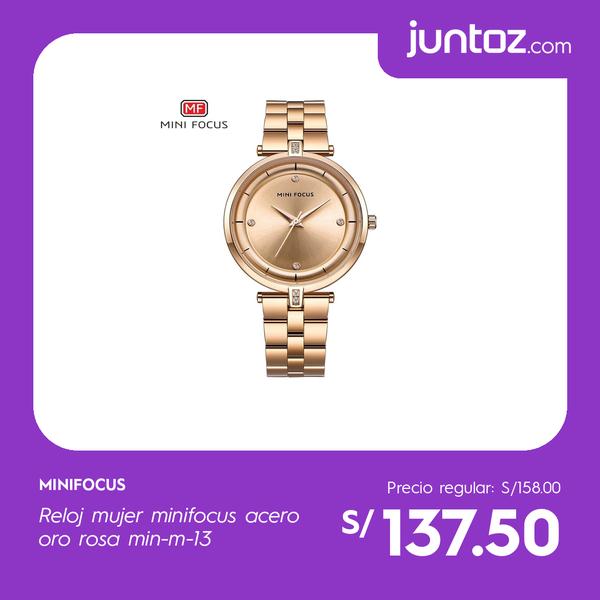 juntoz.com
MF
MINI FOCUS
MINI FOCUS
MINIFOCUS
Reloj mujer minifocus acero
oro rosa min-m-13
Precio regular: S/158.00
S/137.50